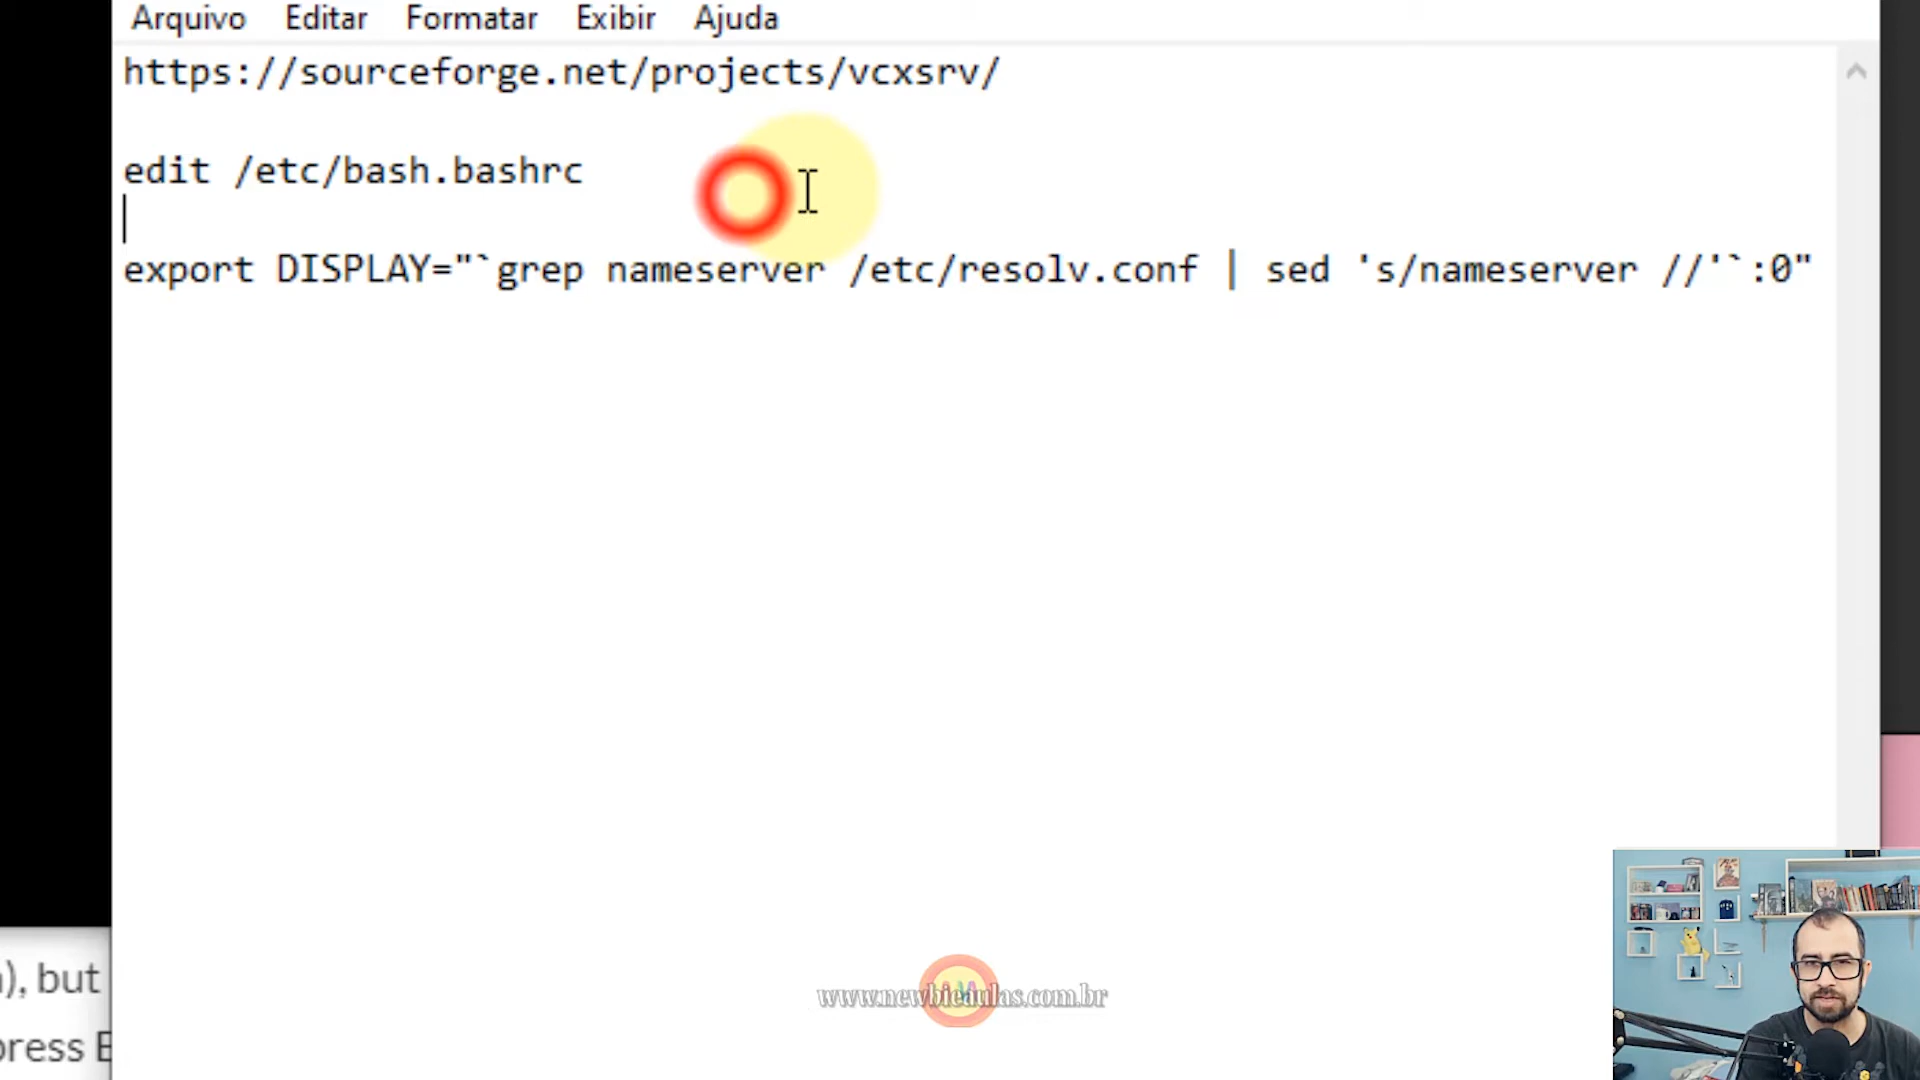 Arquivo Editar Formatar Exibir Ajuda
https://sourceforge.net/projects/vcxsrv/
edit /etc/bash.bashrc
export DISPLAY="`grep nameserver /etc/resolv.conf | sed 's/nameserver //'`:0"
), but
press E
www.newbieaulas.com.br